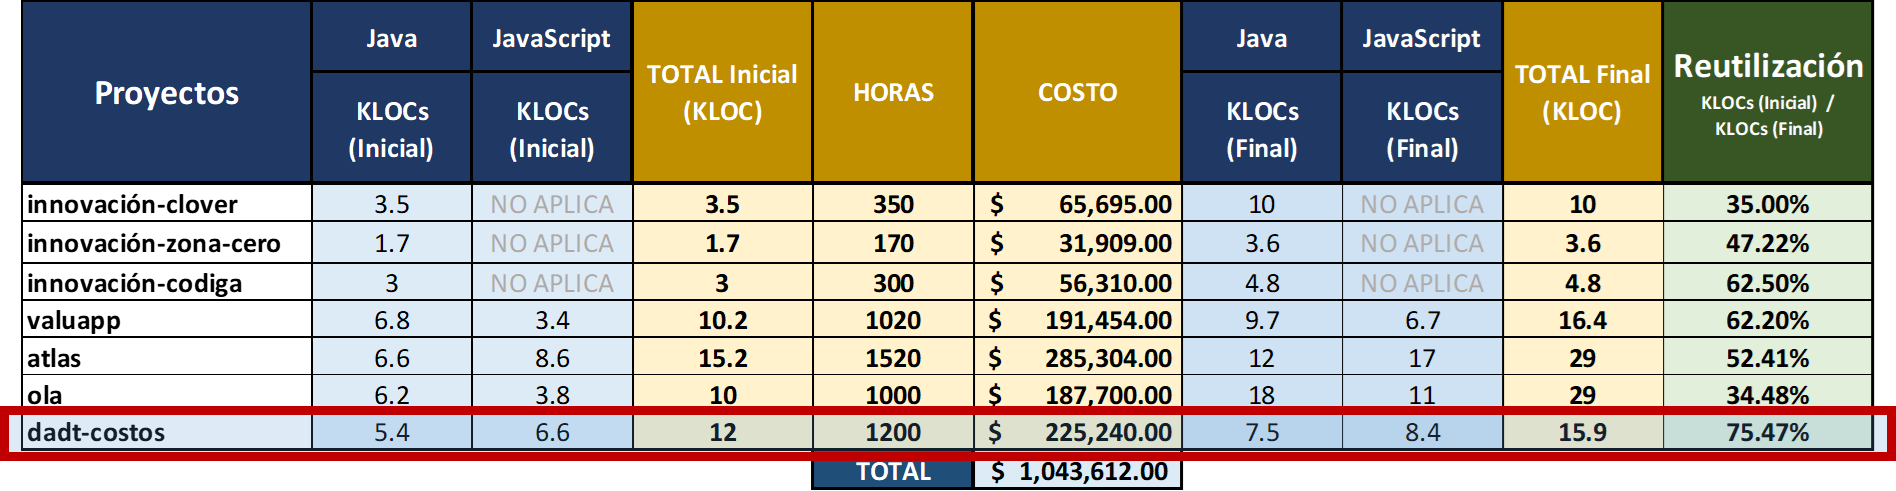 Proyectos Java JavaScript TOTAL Inicial (KLOC) HORAS COSTO Java JavaScript TOTAL Final (KLOC) Reutilización
KLOCs (Inicial) KLOCs (Inicial) KLOCs (Final) KLOCs (Final) KLOCs (Inicial) / KLOCs (Final)
innovación-clover 3.5 NO APLICA 3.5 350 $ 65,695.00 10 NO APLICA 10 35.00%
innovación-zona-cero 1.7 NO APLICA 1.7 170 $ 31,909.00 3.6 NO APLICA 3.6 47.22%
innovación-codiga 3 NO APLICA 3 300 $ 56,310.00 4.8 NO APLICA 4.8 62.50%
valuapp 6.8 3.4 10.2 1020 $ 191,454.00 9.7 6.7 16.4 62.20%
atlas 6.6 8.6 15.2 1520 $ 285,304.00 12 17 29 52.41%
ola 6.2 3.8 10 1000 $ 187,700.00 18 11 29 34.48%
dadt-costos 5.4 6.6 12 1200 $ 225,240.00 7.5 8.4 15.9 75.47%
TOTAL $ 1,043,612.00